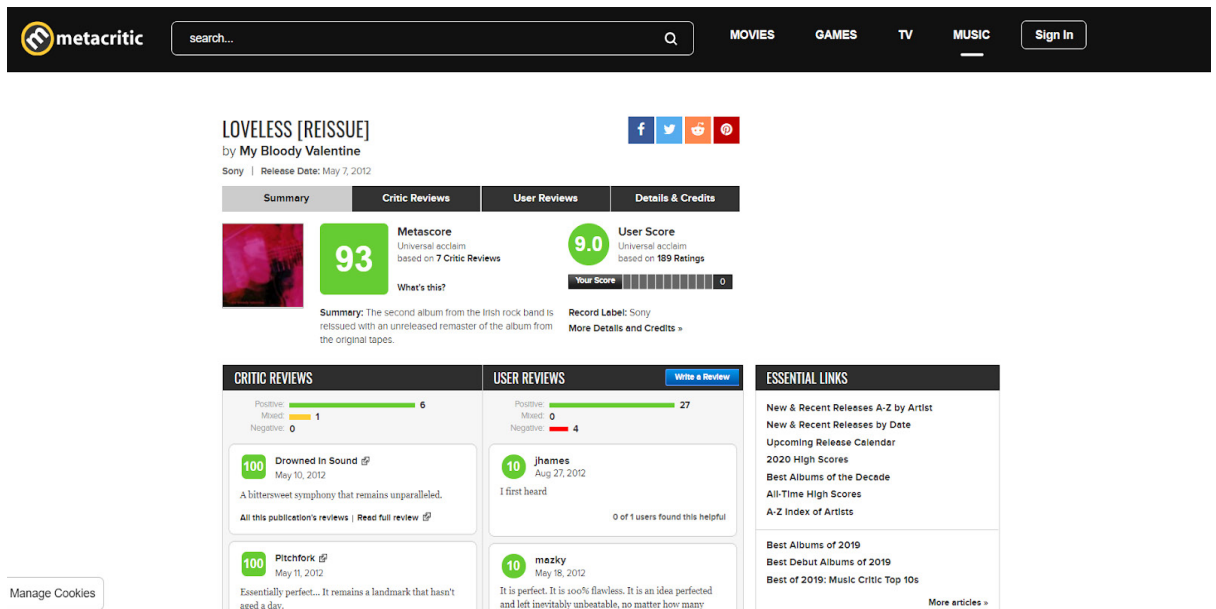 metacritic
search...
MOVIES
GAMES
TV
MUSIC
Sign In
LOVELESS [REISSUE]
by My Bloody Valentine
Sony | Release Date: May 7, 2012
Summary
Critic Reviews
User Reviews
Details & Credits
93
Metascore
Universal acclaim
based on 7 Critic Reviews
What's this?
9.0
User Score
Universal acclaim
based on 189 Ratings
Your Score
0
Summary: The second album from the Irish rock band is
reissued with an unreleased remaster of the album from
the original tapes.
Record Label: Sony
More Details and Credits »
CRITIC REVIEWS
Positive: 6
Mixed: 1
Negative: 0
100
Drowned In Sound
May 10, 2012
A bittersweet symphony that remains unparalleled.
All this publication's reviews | Read full review
100
Pitchfork
May 11, 2012
Essentially perfect... It remains a landmark that hasn't
aged a day.
USER REVIEWS
Write a Review
Positive: 27
Mixed: 0
Negative: 4
10
jhames
Aug 27, 2012
I first heard
0 of 1 users found this helpful
10
mazky
May 18, 2012
It is perfect. It is 100% flawless. It is an idea perfected
and left inevitably unbeatable, no matter how many
ESSENTIAL LINKS
New & Recent Releases A-Z by Artist
New & Recent Releases by Date
Upcoming Release Calendar
2020 High Scores
Best Albums of the Decade
All-Time High Scores
A-Z Index of Artists
Best Albums of 2019
Best Debut Albums of 2019
Best of 2019: Music Critic Top 10s
More articles »
Manage Cookies